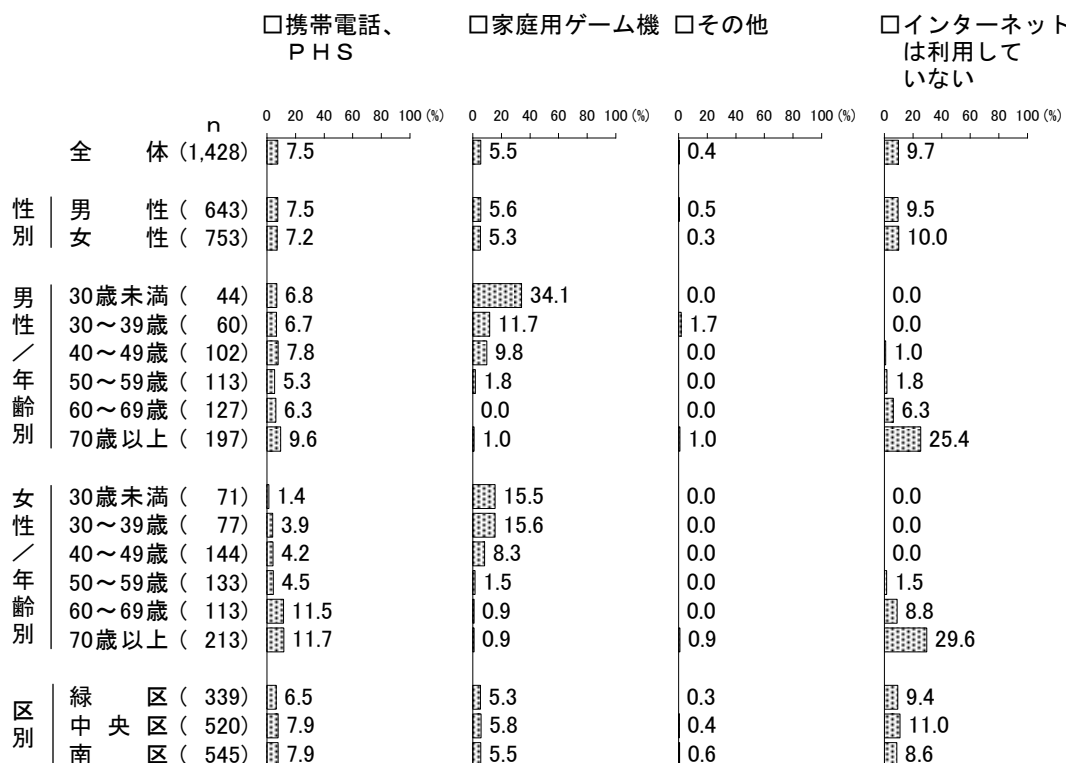 □携帯電話、 □家庭用ゲーム機 □その他 □インターネット
ＰＨＳ は利用して
いない
0 20 40 60 80 100 (%) 0 20 40 60 80 100 (%) 0 20 40 60 80 100 (%) 0 20 40 60 80 100 (%)
n
全体 (1,428) 7.5 5.5 0.4 9.7
性別
男性 ( 643) 7.5 5.6 0.5 9.5
女性 ( 753) 7.2 5.3 0.3 10.0
男性／年齢別
30歳未満 ( 44) 6.8 34.1 0.0 0.0
30～39歳 ( 60) 6.7 11.7 1.7 0.0
40～49歳 ( 102) 7.8 9.8 0.0 1.0
50～59歳 ( 113) 5.3 1.8 0.0 1.8
60～69歳 ( 127) 6.3 0.0 0.0 6.3
70歳以上 ( 197) 9.6 1.0 1.0 25.4
女性／年齢別
30歳未満 ( 71) 1.4 15.5 0.0 0.0
30～39歳 ( 77) 3.9 15.6 0.0 0.0
40～49歳 ( 144) 4.2 8.3 0.0 0.0
50～59歳 ( 133) 4.5 1.5 0.0 1.5
60～69歳 ( 113) 11.5 0.9 0.0 8.8
70歳以上 ( 213) 11.7 0.9 0.9 29.6
区別
緑区 ( 339) 6.5 5.3 0.3 9.4
中央区 ( 520) 7.9 5.8 0.4 11.0
南区 ( 545) 7.9 5.5 0.6 8.6